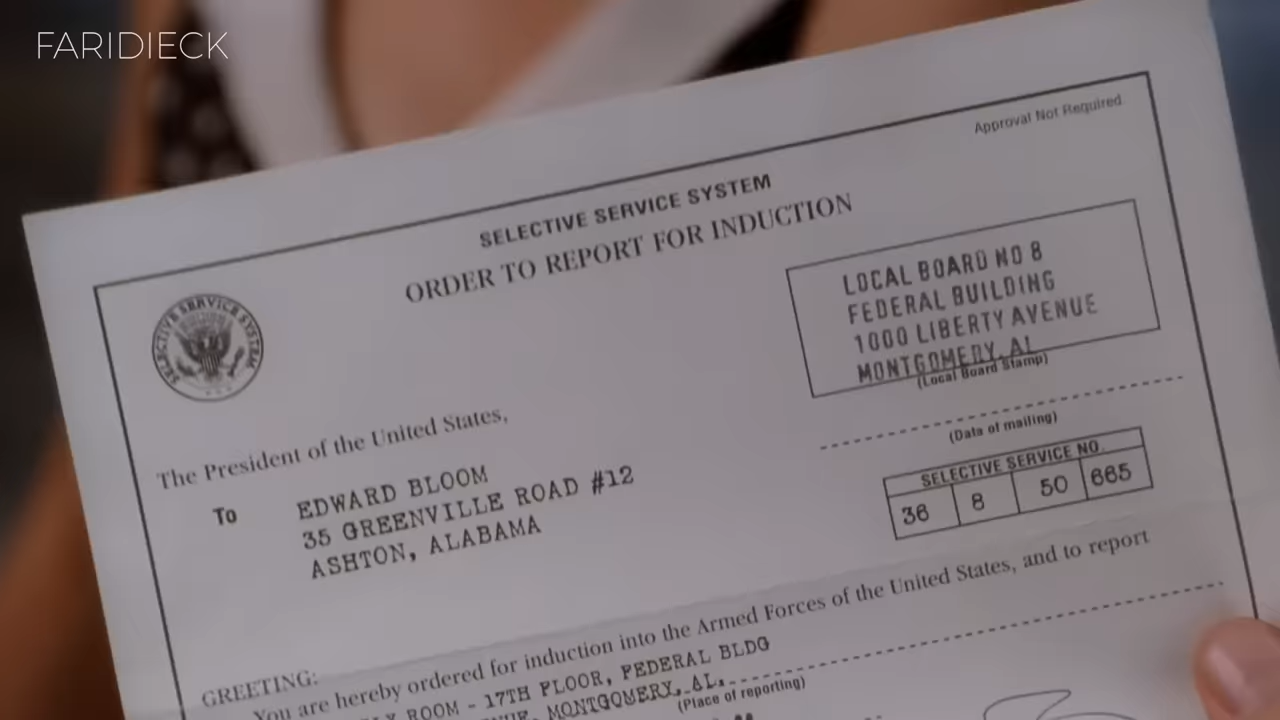 FARIDIECK
Approval Not Required
SELECTIVE SERVICE SYSTEM
ORDER TO REPORT FOR INDUCTION
SELECTIVE SERVICE SYSTEM
LOCAL BOARD NO 8
FEDERAL BUILDING
1000 LIBERTY AVENUE
MONTGOMERY, AL
(Local Board Stamp)
(Date of mailing)
SELECTIVE SERVICE NO.
36 8 50 665
The President of the United States,
To EDWARD BLOOM
35 GREENVILLE ROAD #12
ASHTON, ALABAMA
GREETING:
You are hereby ordered for induction into the Armed Forces of the United States, and to report
ROOM - 17TH FLOOR, FEDERAL BLDG
MONTGOMERY, AL.
(Place of reporting)